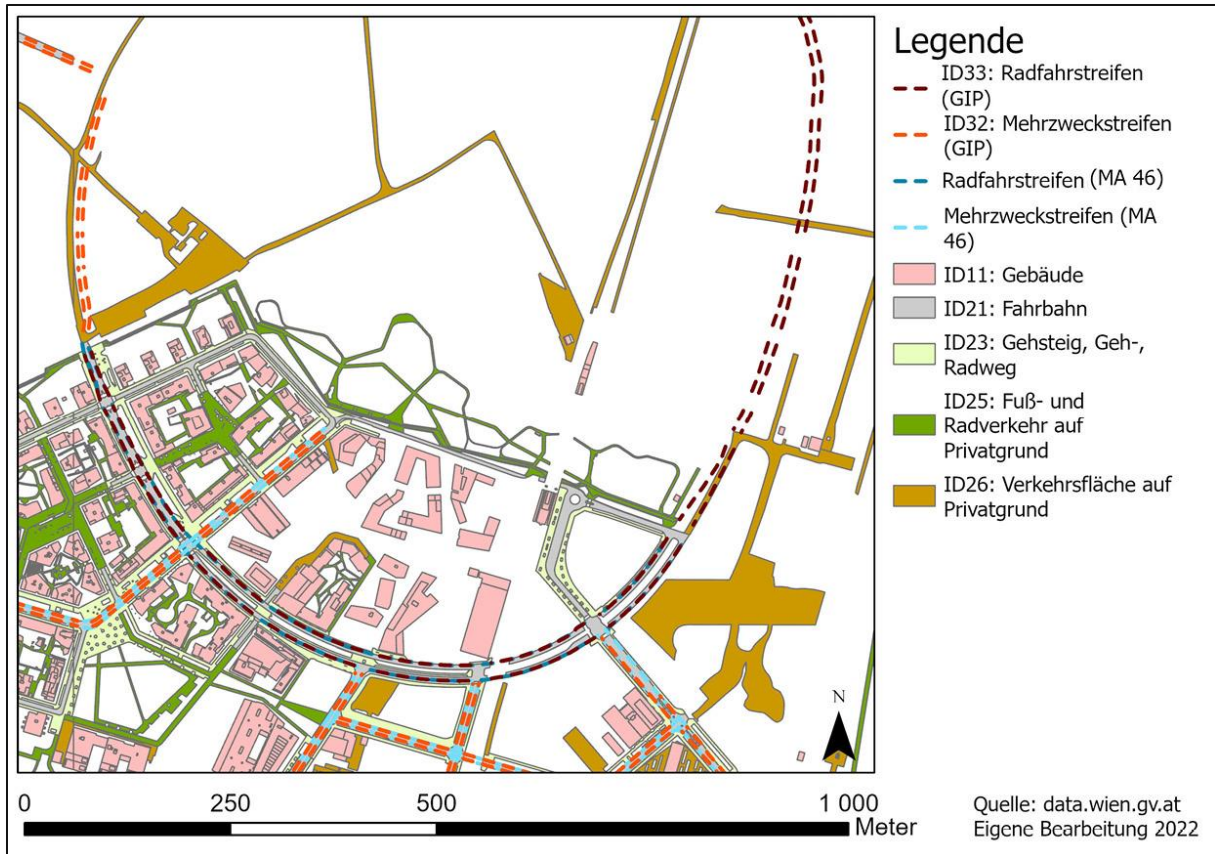 Legende
ID33: Radfahrstreifen
(GIP)
ID32: Mehrzweckstreifen
(GIP)
Radfahrstreifen (MA 46)
Mehrzweckstreifen (MA
46)
ID11: Gebäude
ID21: Fahrbahn
ID23: Gehsteig, Geh-,
Radweg
ID25: Fuß- und
Radverkehr auf
Privatgrund
ID26: Verkehrsfläche auf
Privatgrund
N
0 250 500 1 000
Meter
Quelle: data.wien.gv.at
Eigene Bearbeitung 2022